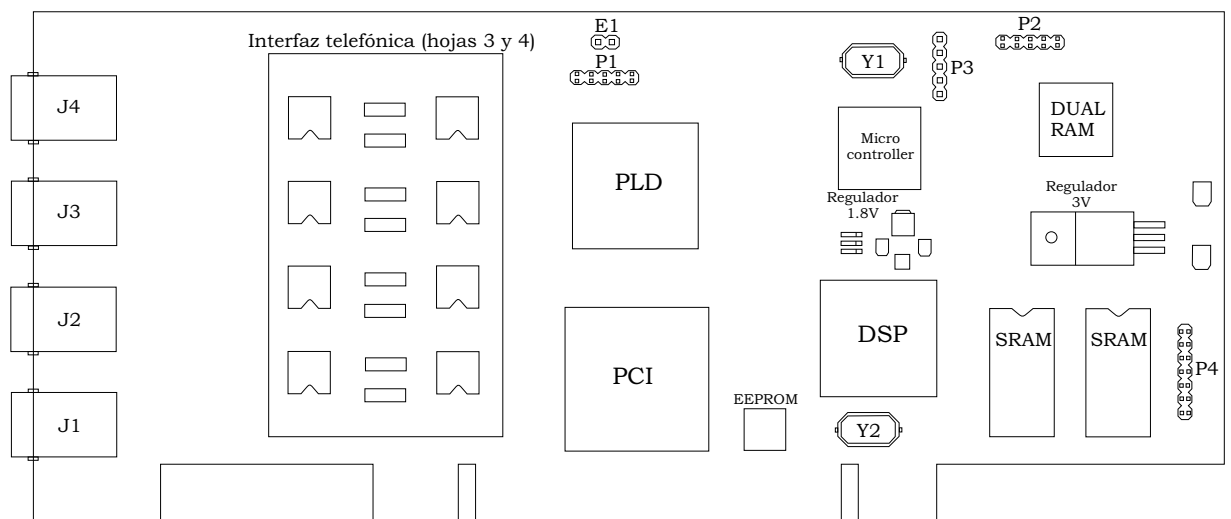 Interfaz telefónica (hojas 3 y 4)
J4
J3
J2
J1
E1
P1
PLD
PCI
EEPROM
Y1
P3
Micro
controller
Regulador
1.8V
DSP
Y2
P2
DUAL
RAM
Regulador
3V
SRAM
SRAM
P4